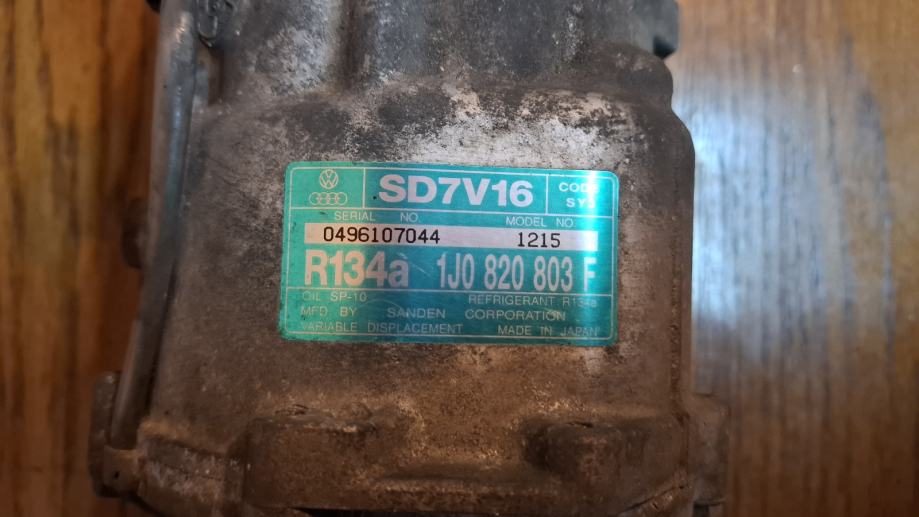 SD7V16
CODE
SERIAL NO. MODEL NO
0496107044 1215
R134a 1J0 820 803 F
OIL SP-10 REFRIGERANT R134a
MFD. BY SANDEN CORPORATION
VARIABLE DISPLACEMENT MADE IN JAPAN